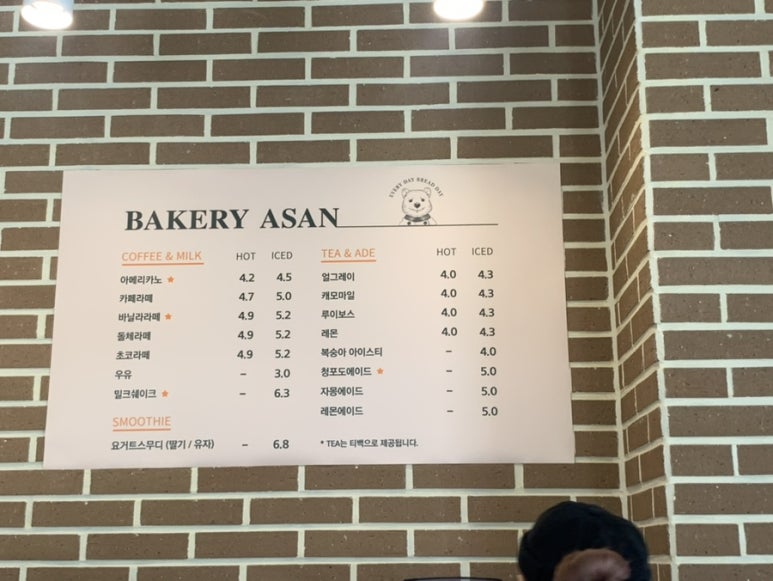 EVERY DAY BREAD DAY
BAKERY ASAN
COFFEE & MILK HOT ICED
아메리카노 4.2 4.5
카페라떼 4.7 5.0
바닐라라떼 4.9 5.2
돌체라떼 4.9 5.2
초코라떼 4.9 5.2
우유 – 3.0
밀크쉐이크 – 6.3
SMOOTHIE
요거트스무디 (딸기 / 유자) – 6.8
TEA & ADE HOT ICED
얼그레이 4.0 4.3
캐모마일 4.0 4.3
루이보스 4.0 4.3
레몬 4.0 4.3
복숭아 아이스티 – 4.0
청포도에이드 – 5.0
자몽에이드 – 5.0
레몬에이드 – 5.0
* TEA는 티백으로 제공됩니다.